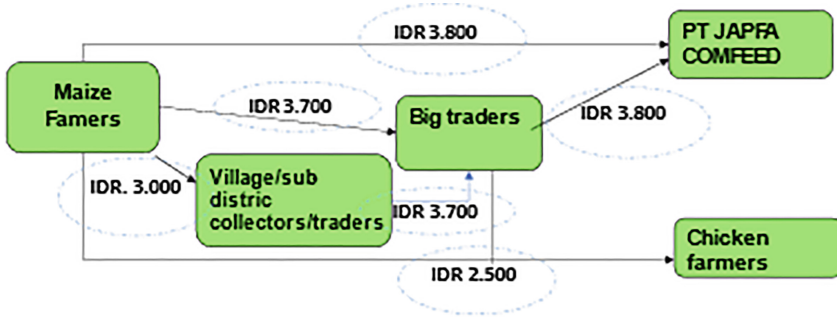 IDR 3.800
PT JAPFA
COMFEED
Maize
Famers
IDR 3.700
Big traders
IDR 3.800
IDR. 3.000
Village/sub
distric
collectors/traders
IDR 3.700
Chicken
farmers
IDR 2.500